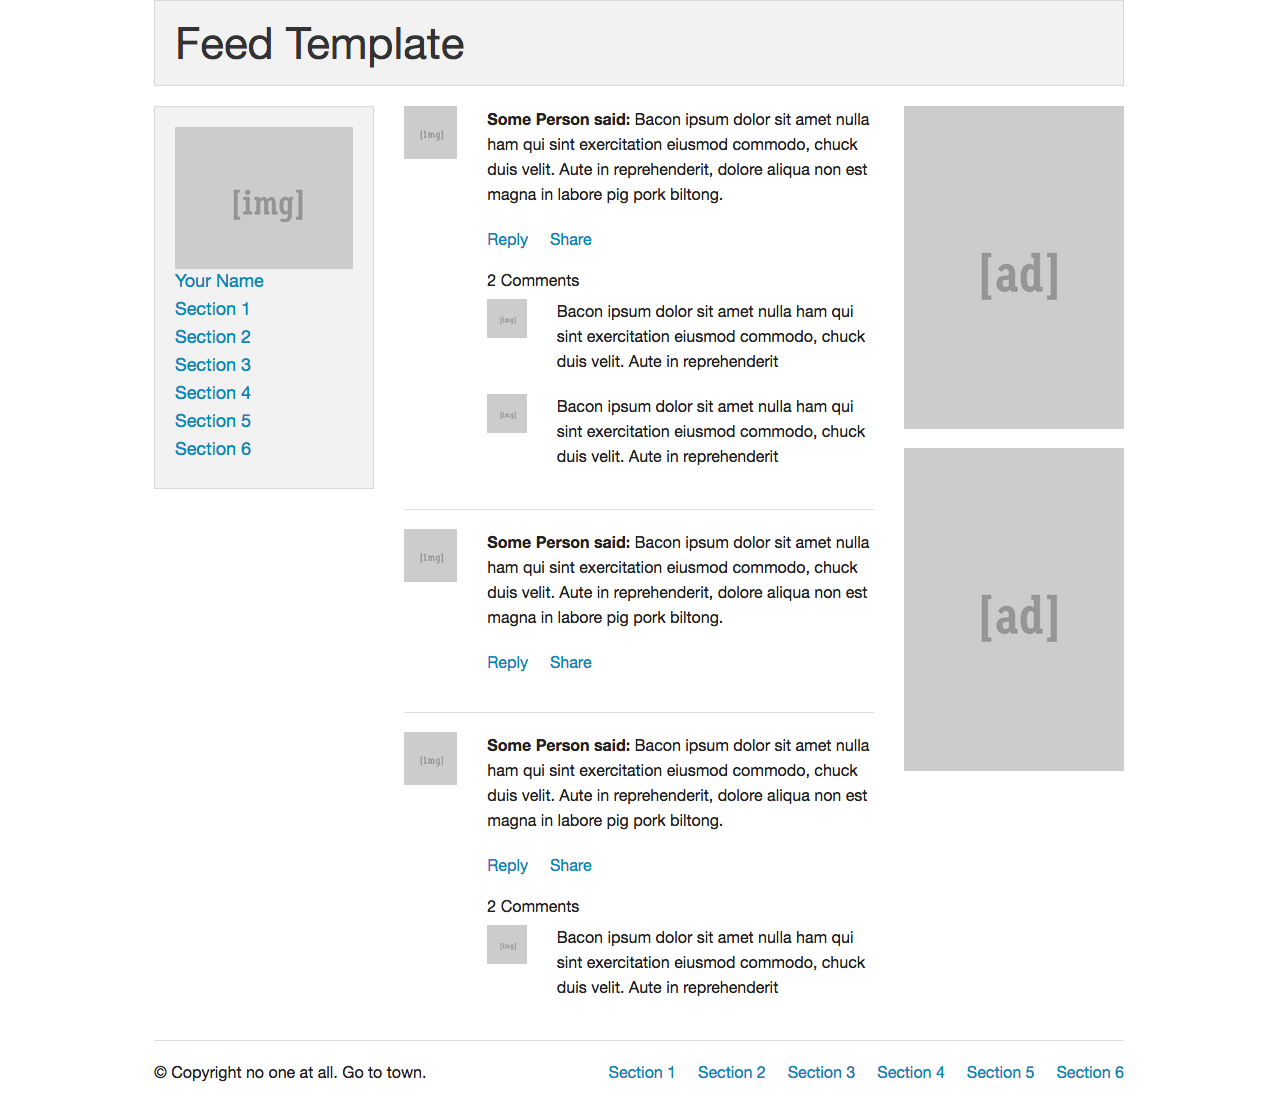 Feed Template
[img]
Your Name
Section 1
Section 2
Section 3
Section 4
Section 5
Section 6
[img]
Some Person said: Bacon ipsum dolor sit amet nulla
ham qui sint exercitation eiusmod commodo, chuck
duis velit. Aute in reprehenderit, dolore aliqua non est
magna in labore pig pork biltong.
Reply Share
2 Comments
[img]
Bacon ipsum dolor sit amet nulla ham qui
sint exercitation eiusmod commodo, chuck
duis velit. Aute in reprehenderit
[img]
Bacon ipsum dolor sit amet nulla ham qui
sint exercitation eiusmod commodo, chuck
duis velit. Aute in reprehenderit
[img]
Some Person said: Bacon ipsum dolor sit amet nulla
ham qui sint exercitation eiusmod commodo, chuck
duis velit. Aute in reprehenderit, dolore aliqua non est
magna in labore pig pork biltong.
Reply Share
[img]
Some Person said: Bacon ipsum dolor sit amet nulla
ham qui sint exercitation eiusmod commodo, chuck
duis velit. Aute in reprehenderit, dolore aliqua non est
magna in labore pig pork biltong.
Reply Share
2 Comments
[img]
Bacon ipsum dolor sit amet nulla ham qui
sint exercitation eiusmod commodo, chuck
duis velit. Aute in reprehenderit
[ad]
[ad]
© Copyright no one at all. Go to town.
Section 1 Section 2 Section 3 Section 4 Section 5 Section 6